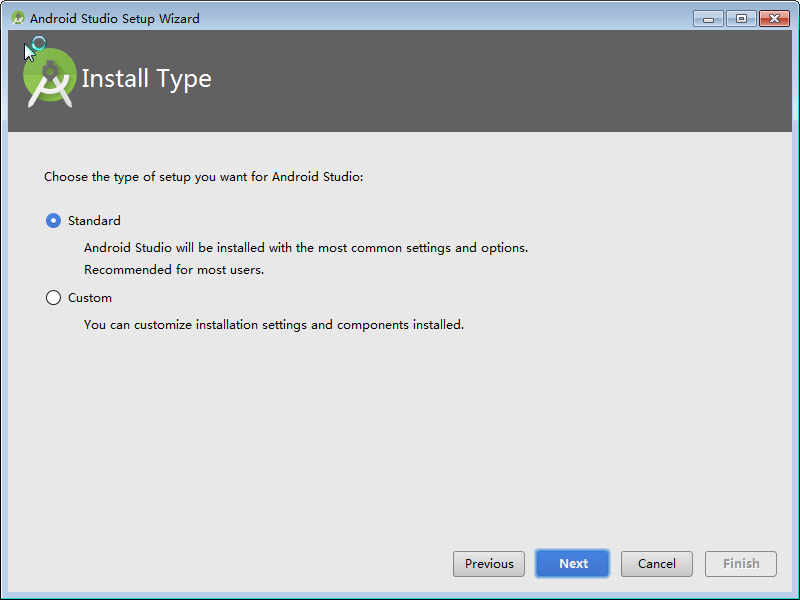 Android Studio Setup Wizard
Install Type
Choose the type of setup you want for Android Studio:
Standard
Android Studio will be installed with the most common settings and options.
Recommended for most users.
Custom
You can customize installation settings and components installed.
Previous Next Cancel Finish